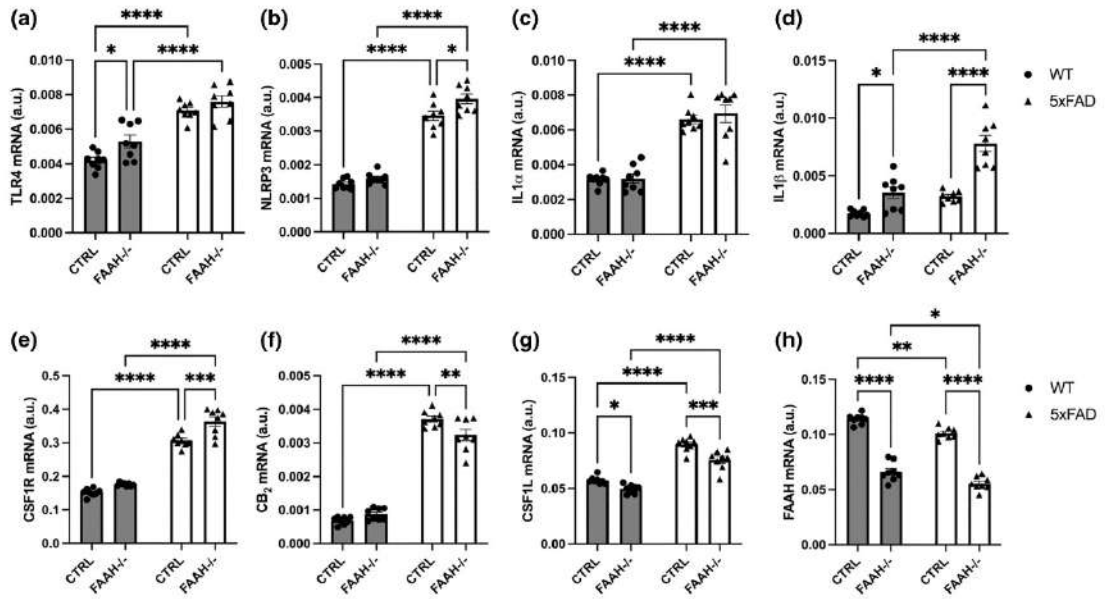 (a)
****
*
****
TLR4 mRNA (a.u.)
0.010
0.008
0.006
0.004
0.002
0.000
CTRL
FAAH-/-
CTRL
FAAH-/-
(b)
****
****
*
NLRP3 mRNA (a.u.)
0.005
0.004
0.003
0.002
0.001
0.000
CTRL
FAAH-/-
CTRL
FAAH-/-
(c)
****
****
IL1α mRNA (a.u.)
0.010
0.008
0.006
0.004
0.002
0.000
CTRL
FAAH-/-
CTRL
FAAH-/-
(d)
****
*
****
IL1β mRNA (a.u.)
0.015
0.010
0.005
0.000
CTRL
FAAH-/-
CTRL
FAAH-/-
WT
5xFAD
(e)
****
****
***
CSF1R mRNA (a.u.)
0.5
0.4
0.3
0.2
0.1
0.0
CTRL
FAAH-/-
CTRL
FAAH-/-
(f)
****
****
**
CB₂ mRNA (a.u.)
0.005
0.004
0.003
0.002
0.001
0.000
CTRL
FAAH-/-
CTRL
FAAH-/-
(g)
****
****
*
***
CSF1L mRNA (a.u.)
0.15
0.10
0.05
0.00
CTRL
FAAH-/-
CTRL
FAAH-/-
(h)
*
**
****
****
FAAH mRNA (a.u.)
0.15
0.10
0.05
0.00
CTRL
FAAH-/-
CTRL
FAAH-/-
WT
5xFAD